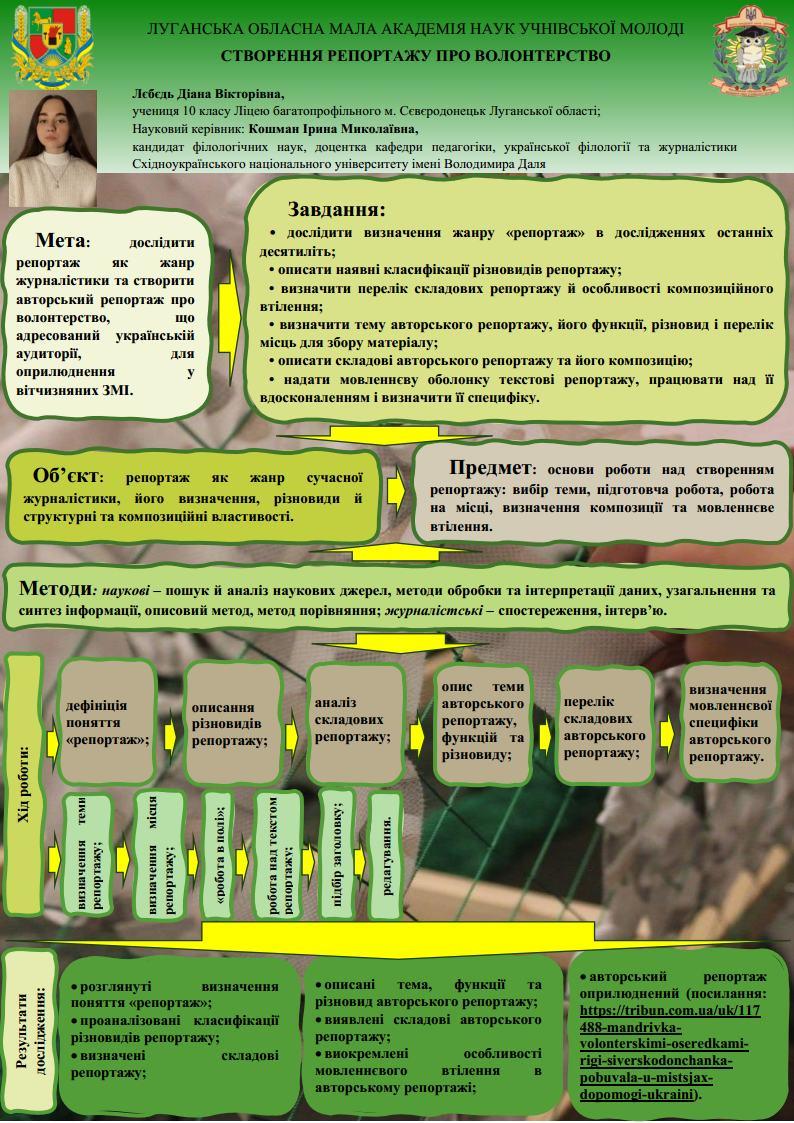 ЛУГАНСЬКА ОБЛАСНА МАЛА АКАДЕМІЯ НАУК УЧНІВСЬКОЇ МОЛОДІ
СТВОРЕННЯ РЕПОРТАЖУ ПРО ВОЛОНТЕРСТВО
Лєбєдь Діана Вікторівна,
учениця 10 класу Ліцею багатопрофільного м. Сєвєродонецьк Луганської області;
Науковий керівник: Кошман Ірина Миколаївна,
кандидат філологічних наук, доцентка кафедри педагогіки, української філології та журналістики
Східноукраїнського національного університету імені Володимира Даля
Мета: дослідити
репортаж як жанр
журналістики та створити
авторський репортаж про
волонтерство, що
адресований українській
аудиторії, для
оприлюднення у
вітчизняних ЗМІ.
Завдання:
• дослідити визначення жанру «репортаж» в дослідженнях останніх
десятиліть;
• описати наявні класифікації різновидів репортажу;
• визначити перелік складових репортажу й особливості композиційного
втілення;
• визначити тему авторського репортажу, його функції, різновид і перелік
місць для збору матеріалу;
• описати складові авторського репортажу та його композицію;
• надати мовленнєву оболонку текстові репортажу, працювати над її
вдосконаленням і визначити її специфіку.
Об’єкт: репортаж як жанр сучасної
журналістики, його визначення, різновиди й
структурні та композиційні властивості.
Предмет: основи роботи над створенням
репортажу: вибір теми, підготовча робота, робота
на місці, визначення композиції та мовленнєве
втілення.
Методи: наукові – пошук й аналіз наукових джерел, методи обробки та інтерпретації даних, узагальнення та
синтез інформації, описовий метод, метод порівняння; журналістські – спостереження, інтерв’ю.
Хід роботи:
дефініція
поняття
«репортаж»;
описання
різновидів
репортажу;
аналіз
складових
репортажу;
опис теми
авторського
репортажу,
функцій та
різновиду;
перелік
складових
авторського
репортажу;
визначення
мовленнєвої
специфіки
авторського
репортажу.
визначення теми
репортажу;
визначення місця
репортажу;
«робота в полі»;
робота над текстом
репортажу;
підбір заголовку;
редагування.
Результати
дослідження:
• розглянуті визначення
поняття «репортаж»;
• проаналізовані класифікації
різновидів репортажу;
• визначені складові
репортажу;
• описані тема, функції та
різновид авторського репортажу;
• виявлені складові авторського
репортажу;
• виокремлені особливості
мовленнєвого втілення в
авторському репортажі;
• авторський репортаж
оприлюднений (посилання:
https://tribun.com.ua/uk/117
488-mandrivka-
volonterskimi-oseredkami-
rigi-siverskodonchanka-
pobuvala-u-mistsjax-
dopomogi-ukraini).